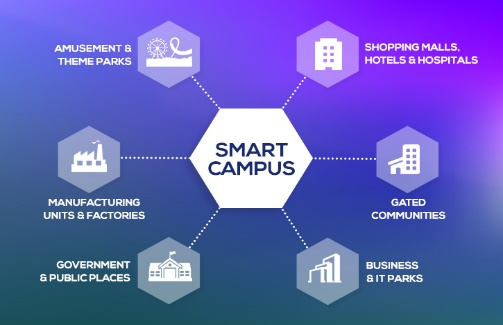 AMUSEMENT &
THEME PARKS
SHOPPING MALLS,
HOTELS & HOSPITALS
SMART
CAMPUS
MANUFACTURING
UNITS & FACTORIES
GATED
COMMUNITIES
GOVERNMENT
& PUBLIC PLACES
BUSINESS
& IT PARKS